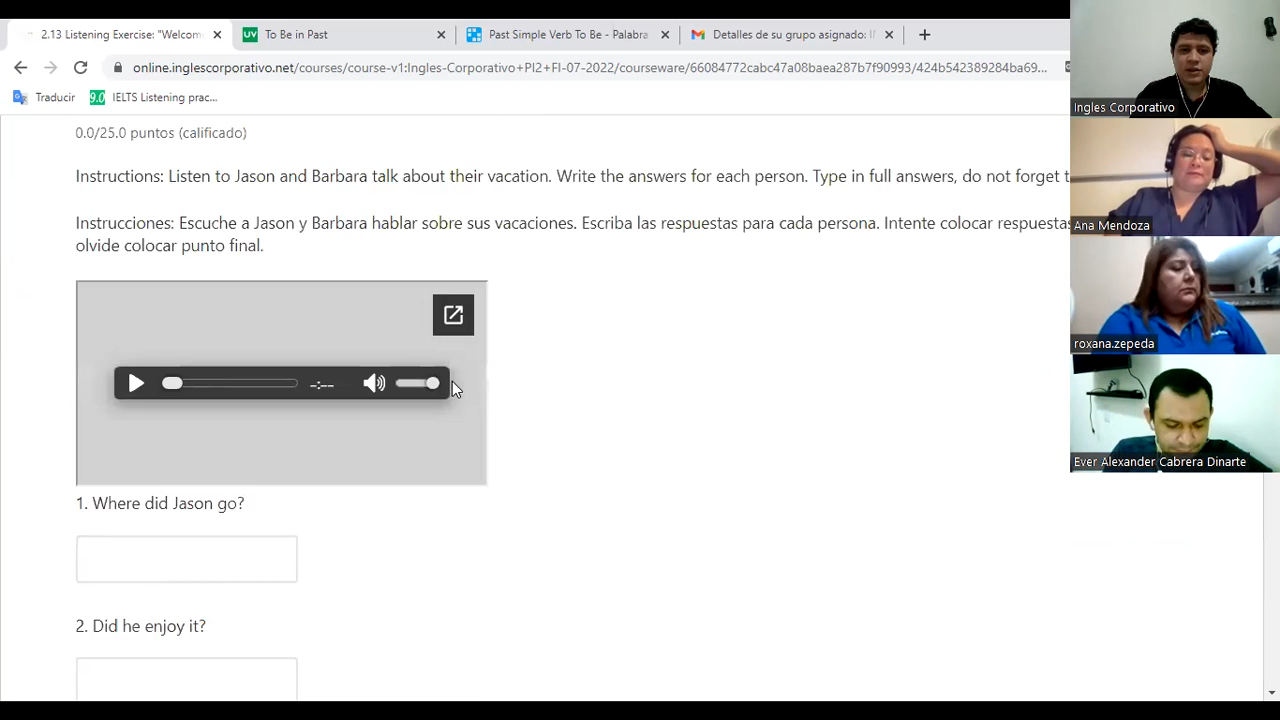 2.13 Listening Exercise: "Welcom
To Be in Past
Past Simple Verb To Be - Palabra
Detalles de su grupo asignado: II
online.inglescorporativo.net/courses/course-v1:Ingles-Corporativo+PI2+FI-07-2022/courseware/66084772cabc47a08baea287b7f90993/424b542389284ba69...
Traducir
9.0
IELTS Listening prac...
0.0/25.0 puntos (calificado)
Instructions: Listen to Jason and Barbara talk about their vacation. Write the answers for each person. Type in full answers, do not forget t
Instrucciones: Escuche a Jason y Barbara hablar sobre sus vacaciones. Escriba las respuestas para cada persona. Intente colocar respuestas
olvide colocar punto final.
-:--
1. Where did Jason go?
2. Did he enjoy it?
Ingles Corporativo
Ana Mendoza
roxana.zepeda
Ever Alexander Cabrera Dinarte